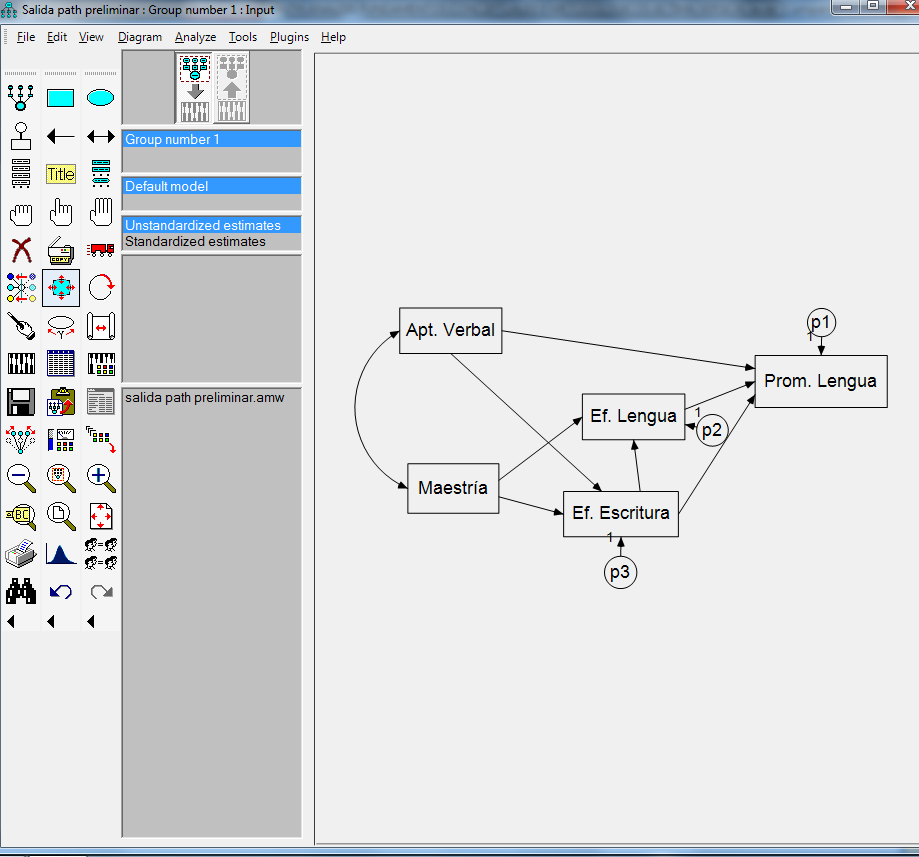 Salida path preliminar : Group number 1 : Input
File Edit View Diagram Analyze Tools Plugins Help
Title
COPY
BC
Group number 1
Default model
Unstandardized estimates
Standardized estimates
salida path preliminar.amw
Apt. Verbal
p1
1
Prom. Lengua
Ef. Lengua
1
p2
Maestría
Ef. Escritura
1
p3